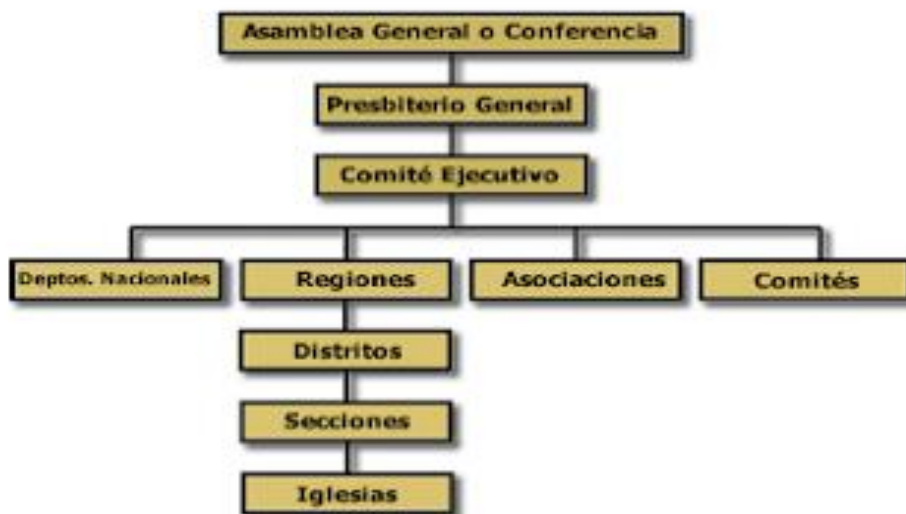 Asamblea General o Conferencia
Presbiterio General
Comité Ejecutivo
Deptos. Nacionales
Regiones
Asociaciones
Comités
Distritos
Secciones
Iglesias